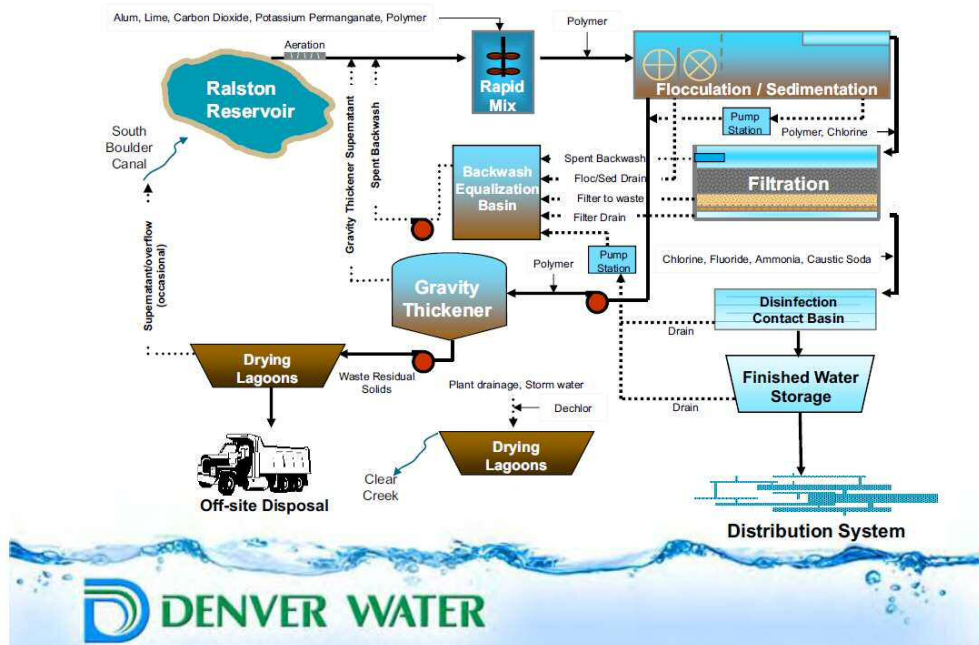 Alum, Lime, Carbon Dioxide, Potassium Permanganate, Polymer
Polymer
Aeration
Ralston
Reservoir
Rapid
Mix
Flocculation / Sedimentation
Pump
Station
Polymer, Chlorine
South
Boulder
Canal
Gravity Thickener Supernatant
Spent Backwash
Backwash
Equalization
Basin
Spent Backwash
Floc/Sed Drain
Filter to waste
Filter Drain
Filtration
Supernatant/overflow
(occasional)
Gravity
Thickener
Polymer
Pump
Station
Chlorine, Fluoride, Ammonia, Caustic Soda
Disinfection
Contact Basin
Drain
Drying
Lagoons
Waste Residual
Solids
Finished Water
Storage
Drain
Plant drainage, Storm water
Dechlor
Drying
Lagoons
Clear
Creek
Off-site Disposal
Distribution System
DENVER WATER